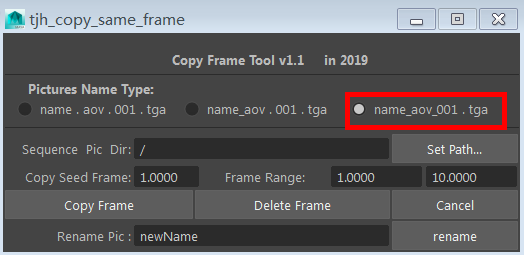 tjh_copy_same_frame
Copy Frame Tool v1.1 in 2019
Pictures Name Type:
name . aov . 001 . tga name_aov . 001 . tga name_aov_001 . tga
Sequence Pic Dir: / Set Path...
Copy Seed Frame: 1.0000 Frame Range: 1.0000 10.0000
Copy Frame Delete Frame Cancel
Rename Pic : newName rename